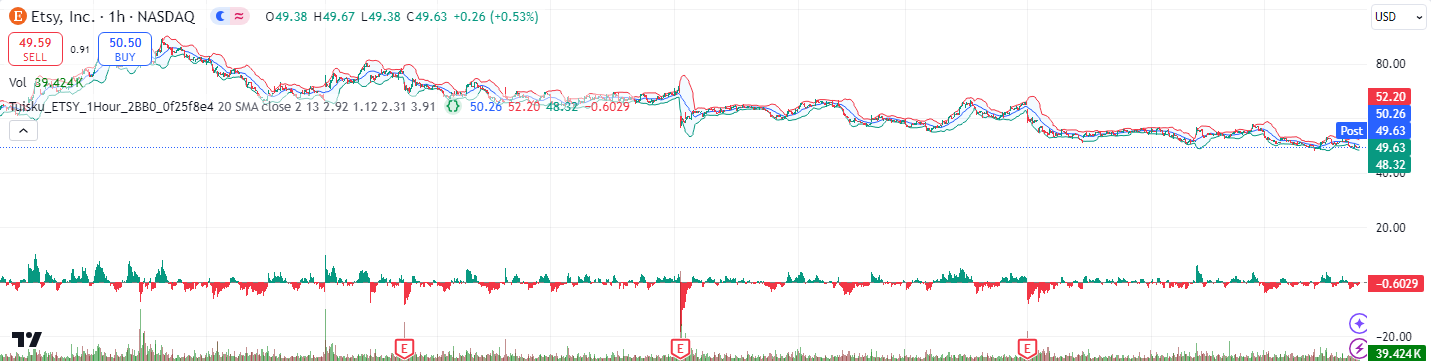 E Etsy, Inc. · 1h · NASDAQ O49.38 H49.67 L49.38 C49.63 +0.26 (+0.53%)
USD
49.59
SELL
0.91
50.50
BUY
Vol 39.424 K
Tuisku_ETSY_1Hour_2BB0_0f25f8e4 20 SMA close 2 13 2.92 1.12 2.31 3.91 {} 50.26 52.20 48.32 −0.6029
80.00
52.20
50.26
Post 49.63
49.63
48.32
40.00
20.00
−0.6029
−20.00
E E E
39.424 K